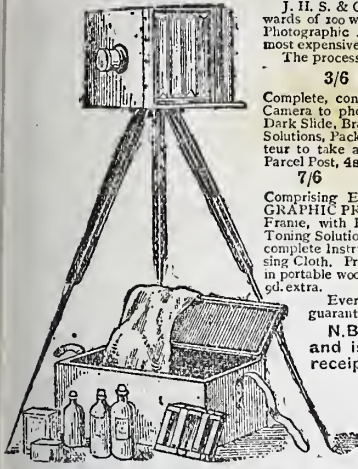 J. H. S. & C
wards of 100 w
Photographic
most expensive
The process
3/6
Complete, con
Camera to pho
Dark Slide, Bra
Solutions, Pack
teur to take a
Parcel Post, 4s
7/6
Comprising E
GRAPHIC PR
Frame, with
Toning Solutio
complete Instr
sing Cloth. Pr
in portable woo
9d. extra.
Ever
guarant
N.B
and is
receip